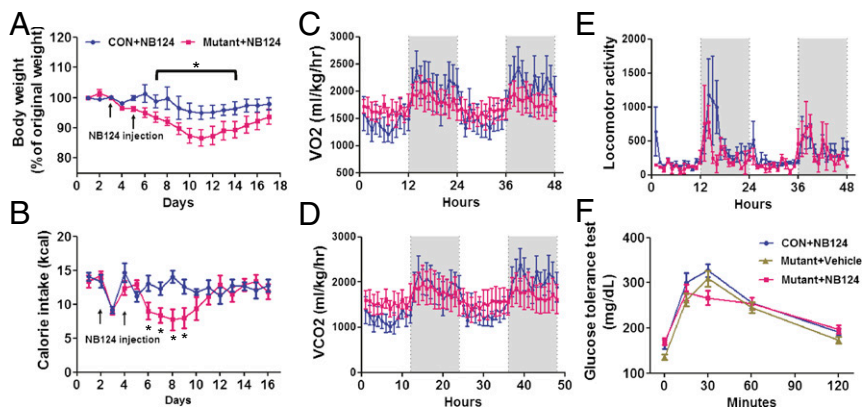 A
CON+NB124 Mutant+NB124
Body weight
(% of original weight)
120
110
100
90
80
*
NB124 injection
0 2 4 6 8 10 12 14 16 18
Days
B
Calorie intake (kcal)
20
15
10
5
0
NB124 injection
* * * *
0 2 4 6 8 10 12 14 16
Days
C
VO2 (ml/kg/hr)
3000
2500
2000
1500
1000
500
0 12 24 36 48
Hours
D
VCO2 (ml/kg/hr)
3000
2000
1000
0
0 10 20 30 40 50
Hours
E
Locomotor activity
2000
1500
1000
500
0
0 12 24 36 48
Hours
F
CON+NB124
Mutant+Vehicle
Mutant+NB124
Glucose tolerance test
(mg/dL)
400
300
200
100
0 30 60 90 120
Minutes